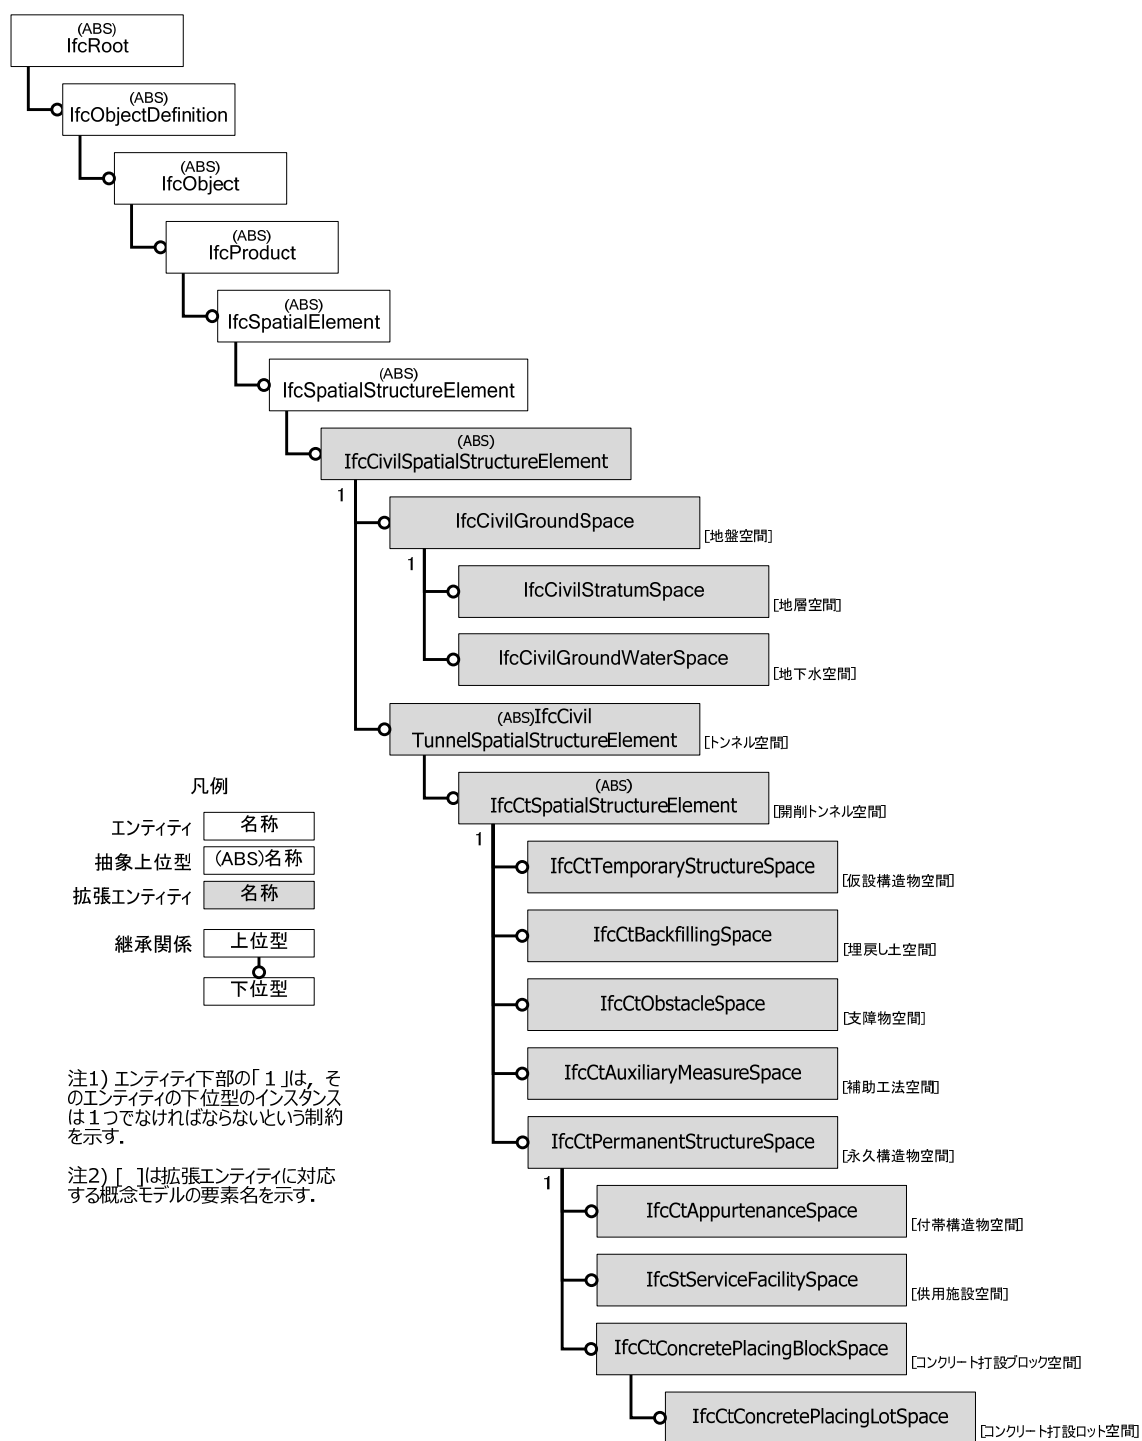 (ABS)
IfcRoot
(ABS)
IfcObjectDefinition
(ABS)
IfcObject
(ABS)
IfcProduct
(ABS)
IfcSpatialElement
(ABS)
IfcSpatialStructureElement
(ABS)
IfcCivilSpatialStructureElement
1
IfcCivilGroundSpace
[地盤空間]
1
IfcCivilStratumSpace
[地層空間]
IfcCivilGroundWaterSpace
[地下水空間]
(ABS)IfcCivil
TunnelSpatialStructureElement
[トンネル空間]
(ABS)
IfcCtSpatialStructureElement
[開削トンネル空間]
1
IfcCtTemporaryStructureSpace
[仮設構造物空間]
IfcCtBackfillingSpace
[埋戻し土空間]
IfcCtObstacleSpace
[支障物空間]
IfcCtAuxiliaryMeasureSpace
[補助工法空間]
IfcCtPermanentStructureSpace
[永久構造物空間]
1
IfcCtAppurtenanceSpace
[付帯構造物空間]
IfcStServiceFacilitySpace
[供用施設空間]
IfcCtConcretePlacingBlockSpace
[コンクリート打設ブロック空間]
IfcCtConcretePlacingLotSpace
[コンクリート打設ロット空間]
凡例
エンティティ 名称
抽象上位型 (ABS)名称
拡張エンティティ 名称
継承関係 上位型
下位型
注1) エンティティ下部の「１」は，そ
のエンティティの下位型のインスタンス
は１つでなければならないという制約
を示す．
注2) [ ]は拡張エンティティに対応
する概念モデルの要素名を示す．